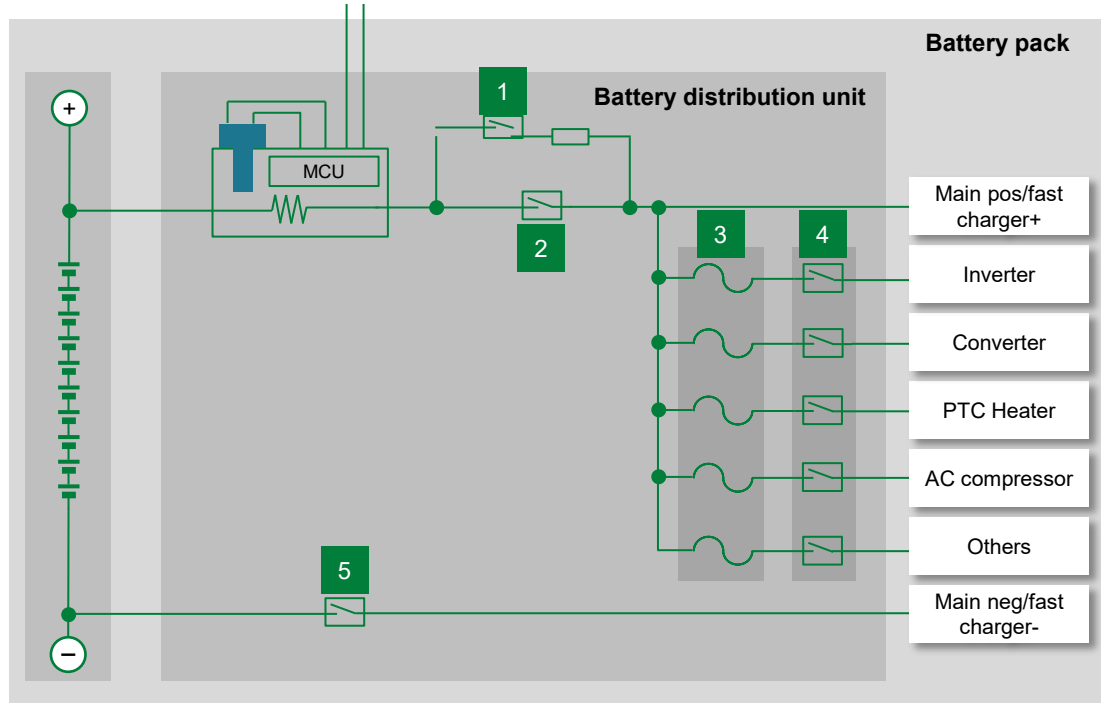 Battery pack
+
1
Battery distribution unit
MCU
Main pos/fast
charger+
2
3
4
Inverter
Converter
PTC Heater
AC compressor
Others
5
Main neg/fast
charger-
−